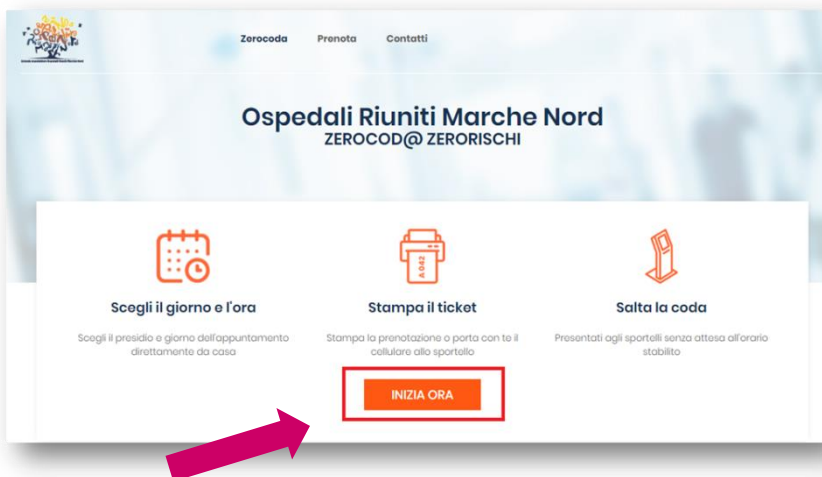 Zerocoda Prenota Contatti
Ospedali Riuniti Marche Nord
ZEROCOD@ ZERORISCHI
A 042
Scegli il giorno e l'ora
Scegli il presidio e giorno dell'appuntamento
direttamente da casa
Stampa il ticket
Stampa la prenotazione o porta con te il
cellulare allo sportello
Salta la coda
Presentati agli sportelli senza attesa all'orario
stabilito
INIZIA ORA